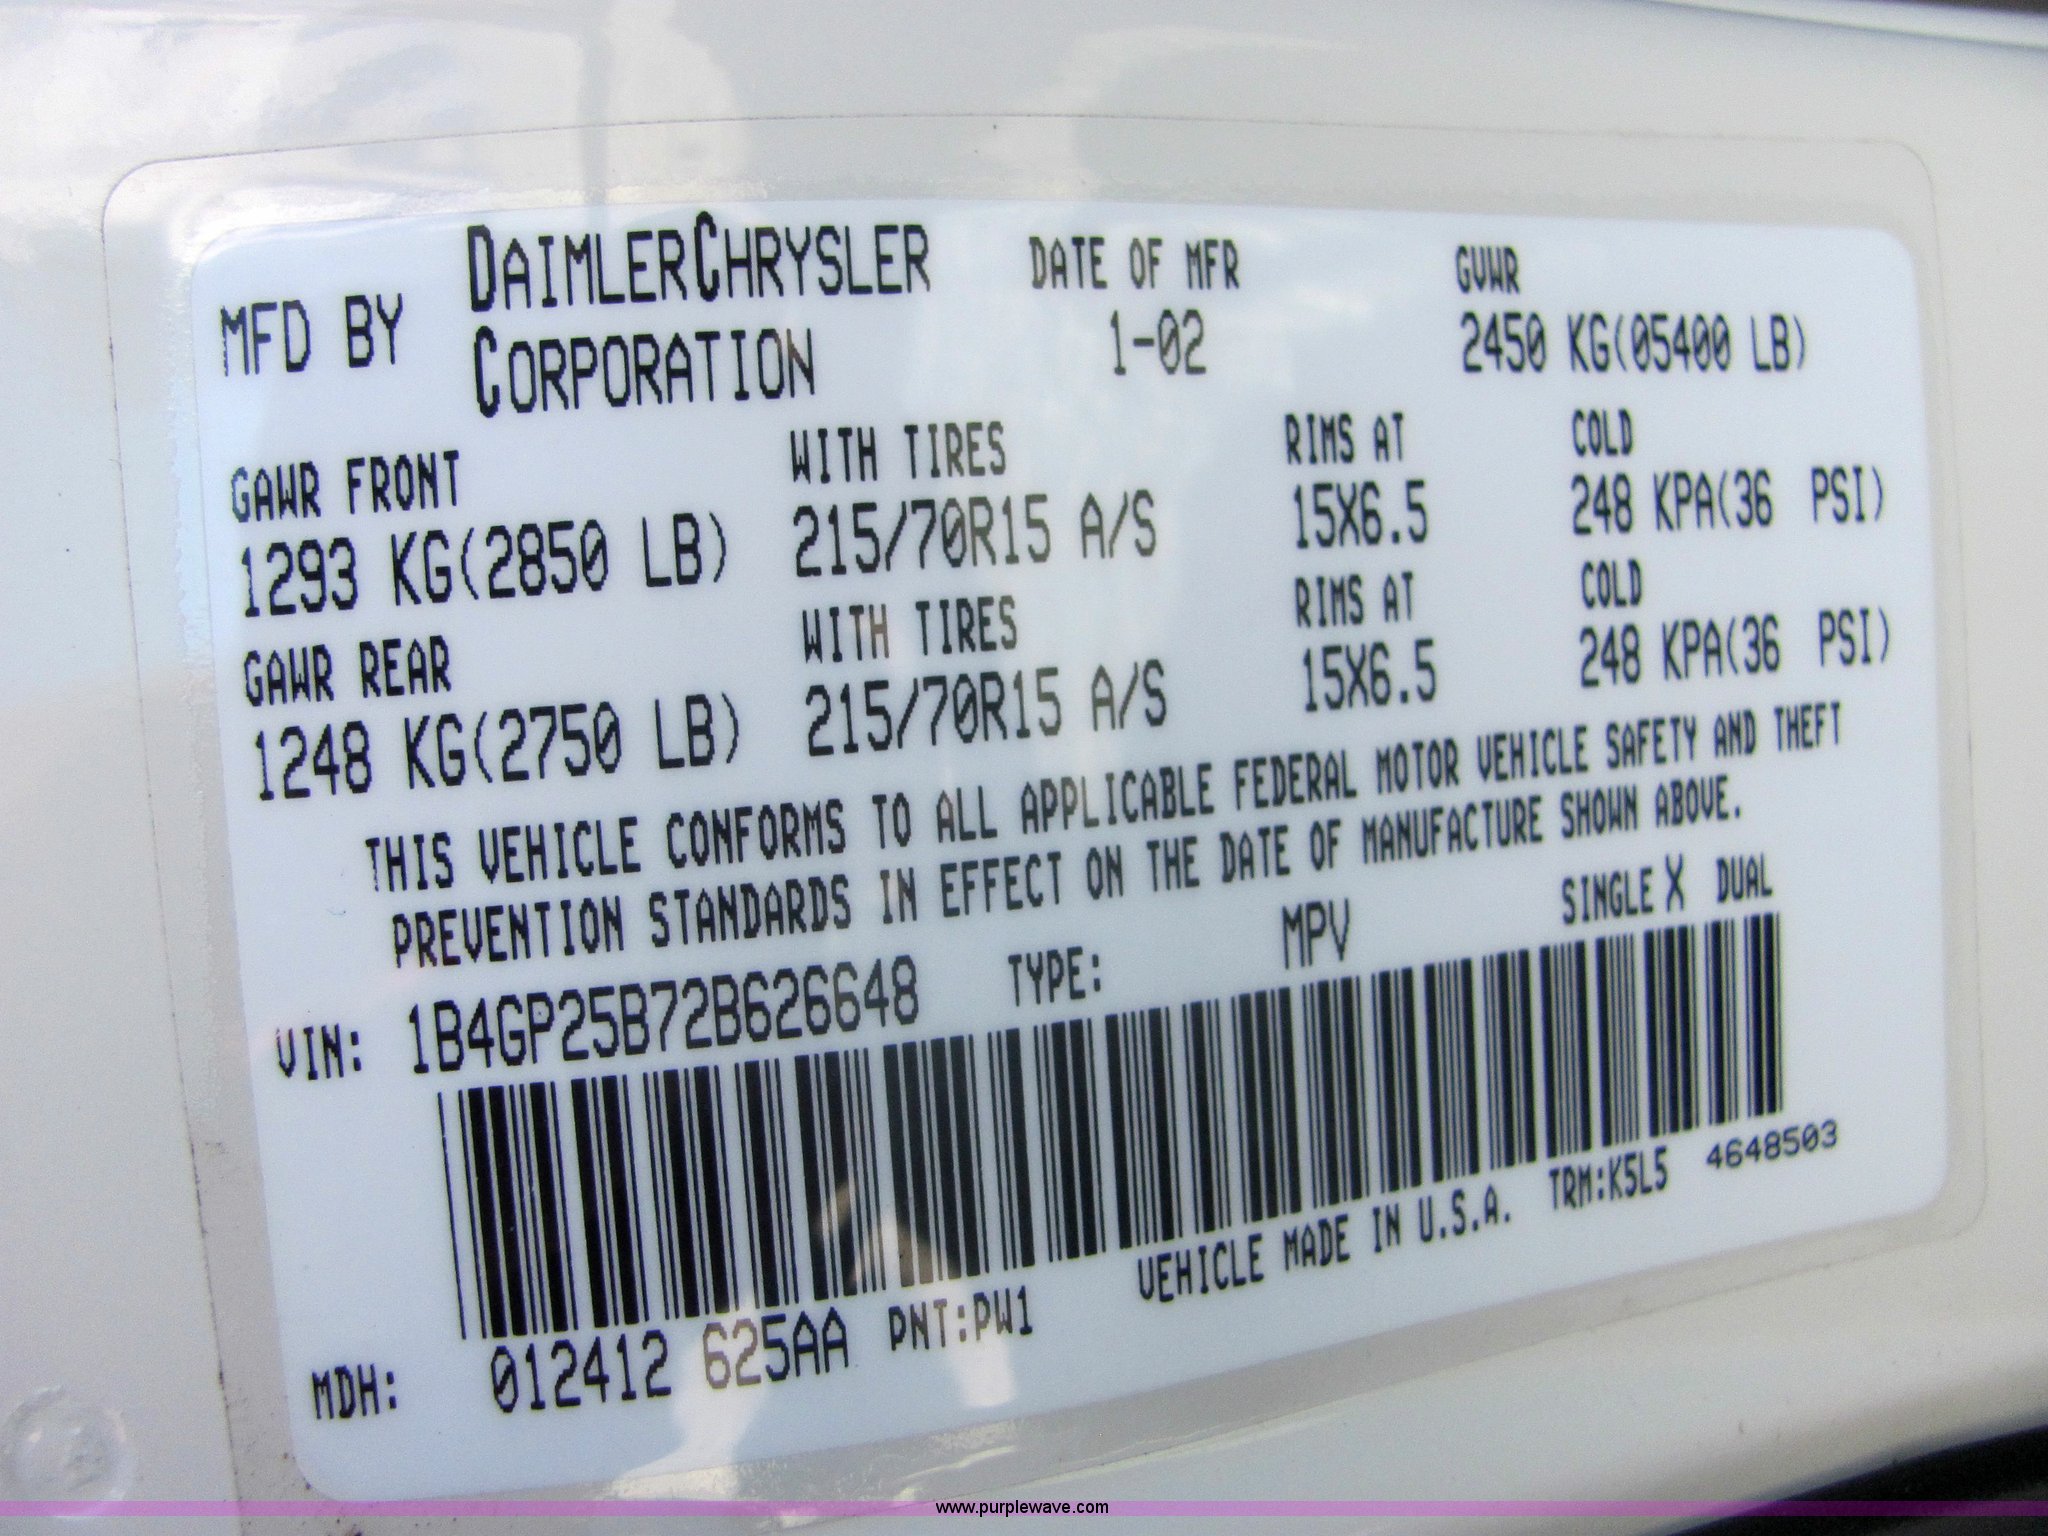 MFD BY DAIMLERCHRYSLER CORPORATION DATE OF MFR 1-02 GVWR 2450 KG(05400 LB)
GAWR FRONT WITH TIRES RIMS AT COLD
1293 KG(2850 LB) 215/70R15 A/S 15X6.5 248 KPA(36 PSI)
GAWR REAR WITH TIRES RIMS AT COLD
1248 KG(2750 LB) 215/70R15 A/S 15X6.5 248 KPA(36 PSI)
THIS VEHICLE CONFORMS TO ALL APPLICABLE FEDERAL MOTOR VEHICLE SAFETY AND THEFT
PREVENTION STANDARDS IN EFFECT ON THE DATE OF MANUFACTURE SHOWN ABOVE.
VIN: 1B4GP25B72B626648 TYPE: MPV SINGLE X DUAL
MDH: 012412 625AA PNT:PW1 VEHICLE MADE IN U.S.A. TRM:K5L5 4648503
www.purplewave.com